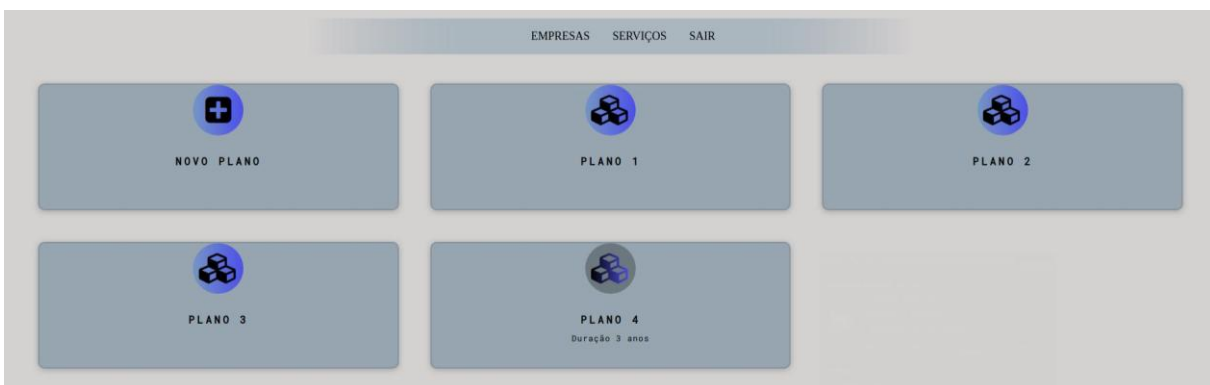 EMPRESAS SERVIÇOS SAIR
NOVO PLANO
PLANO 1
PLANO 2
PLANO 3
PLANO 4
Duração 3 anos